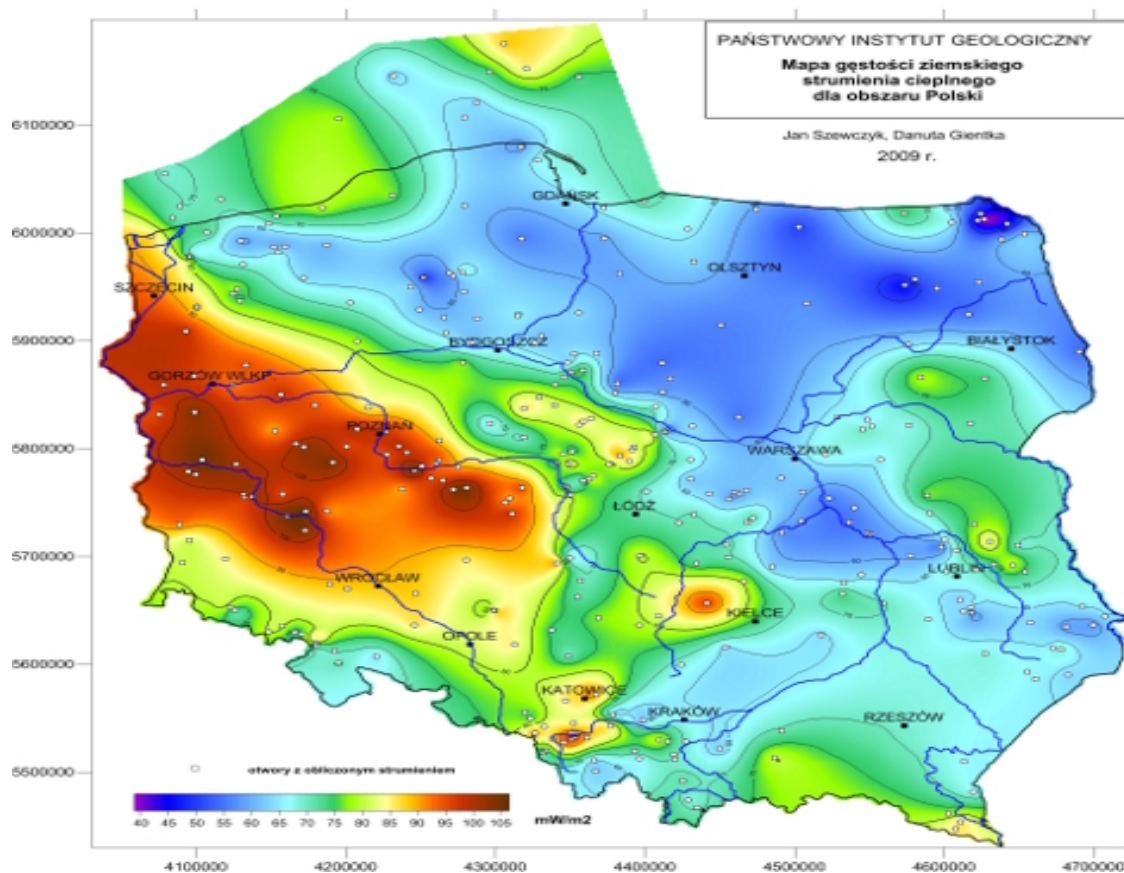 PAŃSTWOWY INSTYTUT GEOLOGICZNY
Mapa gęstości ziemskiego
strumienia cieplnego
dla obszaru Polski
Jan Szewczyk, Danuta Gientka
2009 r.
6100000
GDAŃSK
6000000
OLSZTYN
SZCZECIN
5900000
BYDGOSZCZ
BIAŁYSTOK
GORZÓW WLKP
POZNAŃ
5800000
WARSZAWA
ŁÓDŹ
5700000
WROCŁAW
LUBLIN
KIELCE
OPOLE
5600000
KATOWICE
KRAKÓW
RZESZÓW
5500000
otwory z obliczonym strumieniem
40 45 50 55 60 65 70 75 80 85 90 95 100 105
mW/m2
4100000 4200000 4300000 4400000 4500000 4600000 4700000